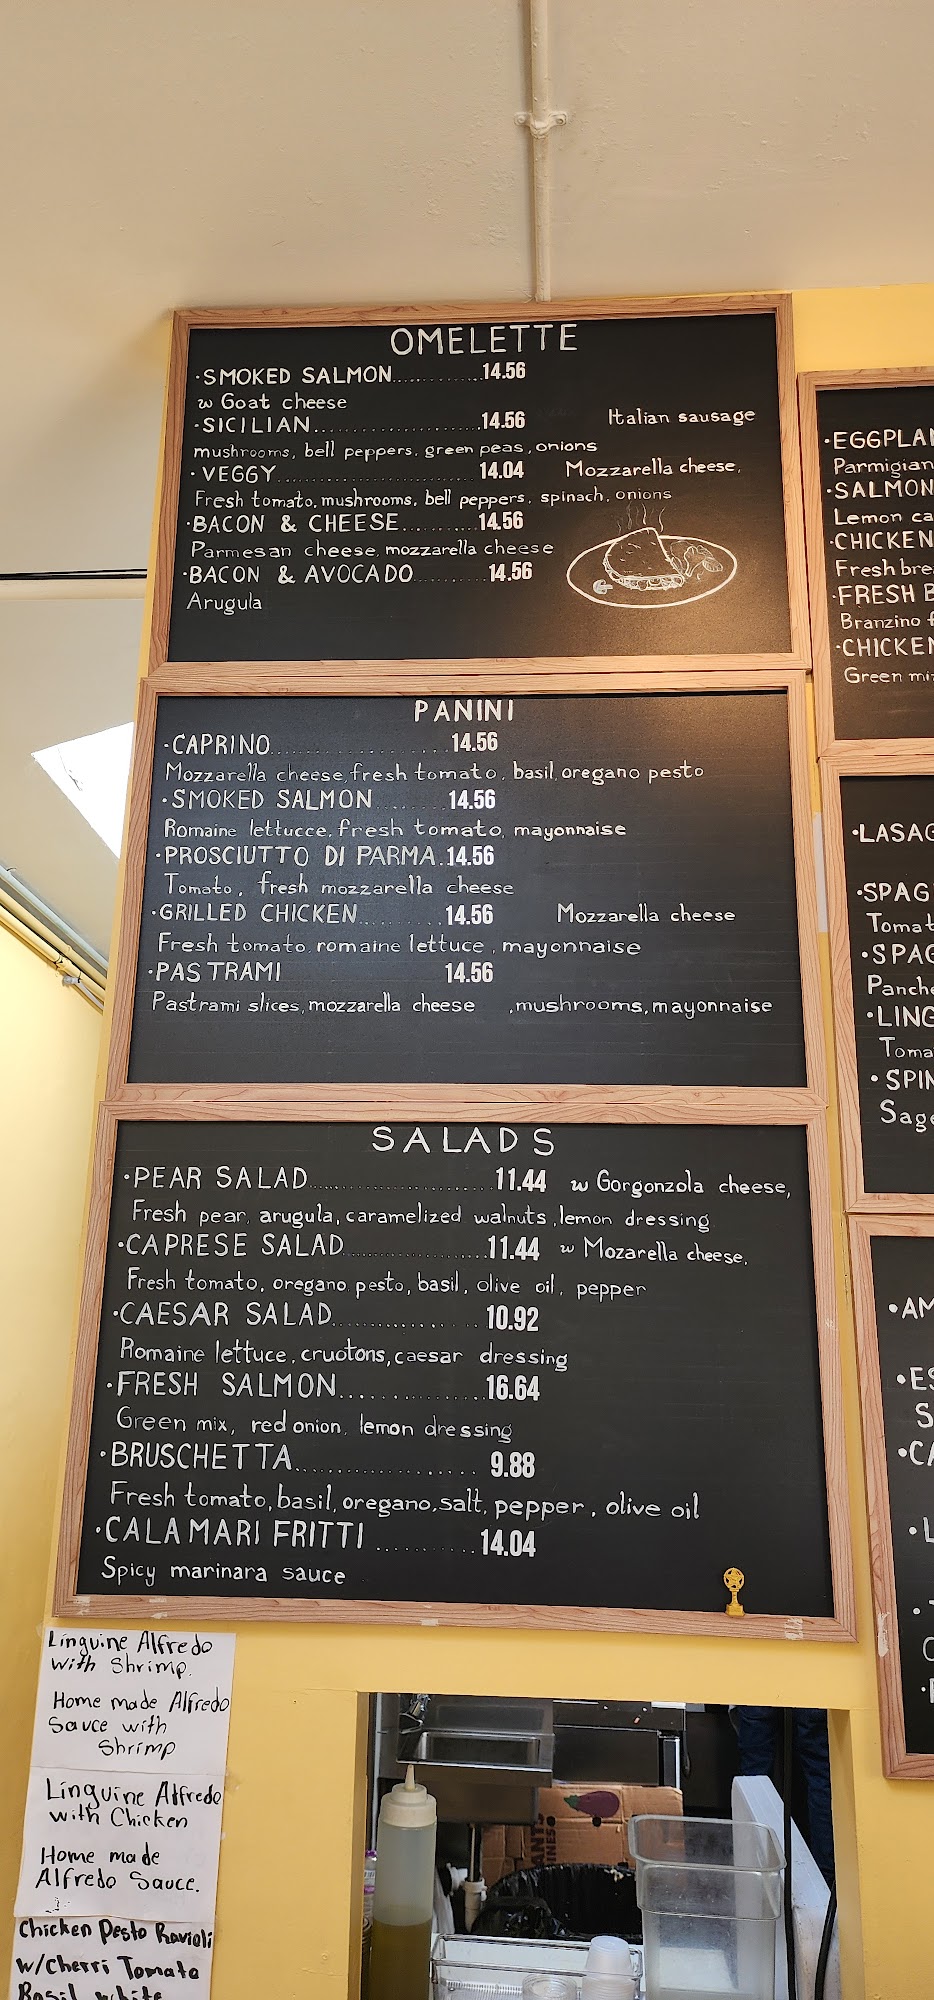 OMELETTE
·SMOKED SALMON............14.56
w Goat cheese
·SICILIAN....................14.56 Italian sausage
mushrooms, bell peppers, green peas, onions
·VEGGY........................14.04 Mozzarella cheese,
Fresh tomato, mushrooms, bell peppers, spinach, onions
·BACON & CHEESE..........14.56
Parmesan cheese, mozzarella cheese
·BACON & AVOCADO..........14.56
Arugula
PANINI
·CAPRINO.....................14.56
Mozzarella cheese, fresh tomato, basil, oregano pesto
·SMOKED SALMON........14.56
Romaine lettucce, fresh tomato, mayonnaise
·PROSCIUTTO DI PARMA.14.56
Tomato, fresh mozzarella cheese
·GRILLED CHICKEN.........14.56 Mozzarella cheese
Fresh tomato romaine lettuce, mayonnaise
·PASTRAMI 14.56
Pastrami slices, mozzarella cheese ,mushrooms, mayonnaise
SALADS
·PEAR SALAD........................11.44 w Gorgonzola cheese,
Fresh pear, arugula, caramelized walnuts, lemon dressing
·CAPRESE SALAD..................11.44 w Mozarella cheese,
Fresh tomato, oregano pesto, basil, olive oil, pepper
·CAESAR SALAD.................10.92
Romaine lettuce, cruotons, caesar dressing
·FRESH SALMON..................16.64
Green mix, red onion, lemon dressing
·BRUSCHETTA.....................9.88
Fresh tomato, basil, oregano, salt, pepper, olive oil
·CALAMARI FRITTI ...........14.04
Spicy marinara sauce
Linguine Alfredo
with Shrimp.
Home made Alfredo
Sauce with
Shrimp
Linguine Alfredo
with Chicken
Home made
Alfredo Sauce.
Chicken Pesto Ravioli
w/Cherri Tomato
Basil white
·EGGPLAN
Parmigian
·SALMON
Lemon ca
·CHICKEN
Fresh bre
·FRESH B
Branzino f
·CHICKEN
Green mi
·LASAG
·SPAG
Tomat
·SPAG
Panche
·LING
Toma
·SPIN
Sage
·AM
·ES
S
·CA